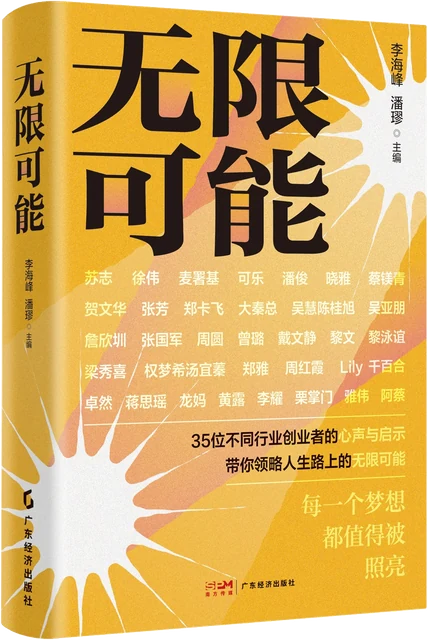 无限
可能
李海峰 潘璆 ○ 主编
苏志 徐伟 麦署基 可乐 潘俊 晓雅 蔡镁青
贺文华 张芳 郑卡飞 大秦总 吴慧陈桂旭 吴亚朋
詹欣圳 张国军 周圆 曾璐 戴文静 黎文 黎泳谊
梁秀喜 权梦希汤宜蓁 郑雅 周红霞 Lily 千百合
卓然 蒋思瑶 龙妈 黄露 李耀 栗掌门 雅伟 阿蔡
35位不同行业创业者的心声与启示
带你领略人生路上的无限可能
每一个梦想
都值得被
照亮
SPM
南方传媒
广东经济出版社
无限可能
李海峰 潘璆 ○ 主编
广东经济出版社